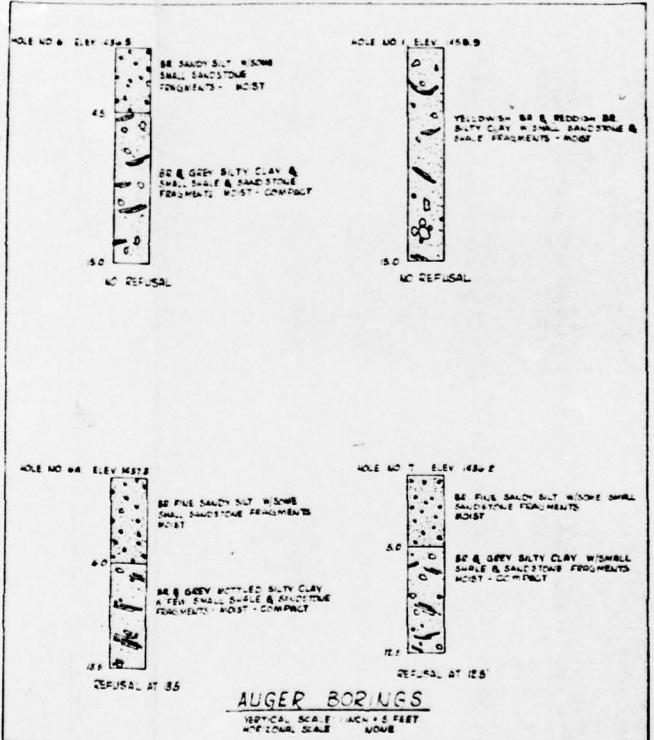 HOLE NO. 6 ELEV 1436.5
BR SANDY SILT W/SOME
SMALL SANDSTONE
FRAGMENTS - MOIST
4.5
BR & GREY SILTY CLAY &
SMALL SHALE & SANDSTONE
FRAGMENTS MOIST - COMPACT
15.0
NO REFUSAL
HOLE NO. 1 ELEV 1458.9
YELLOWISH BR & REDDISH BR
SILTY CLAY W/SMALL SANDSTONE &
SHALE FRAGMENTS - MOIST
15.0
NO REFUSAL
HOLE NO 6A ELEV 1437.3
BR FINE SANDY SILT W/SOME
SMALL SANDSTONE FRAGMENTS
MOIST
6.0
BR & GREY MOTTLED SILTY CLAY
A FEW SMALL SHALE & SANDSTONE
FRAGMENTS - MOIST - COMPACT
13.5
REFUSAL AT 13.5
HOLE NO. 7 ELEV 1436.2
BR FINE SANDY SILT W/SOME SMALL
SANDSTONE FRAGMENTS
MOIST
5.0
BR & GREY SILTY CLAY W/SMALL
SHALE & SANDSTONE FRAGMENTS
MOIST - COMPACT
12.5
REFUSAL AT 12.5'
AUGER BORINGS
VERTICAL SCALE: 1 INCH = 5 FEET
HORIZONAL SCALE NONE